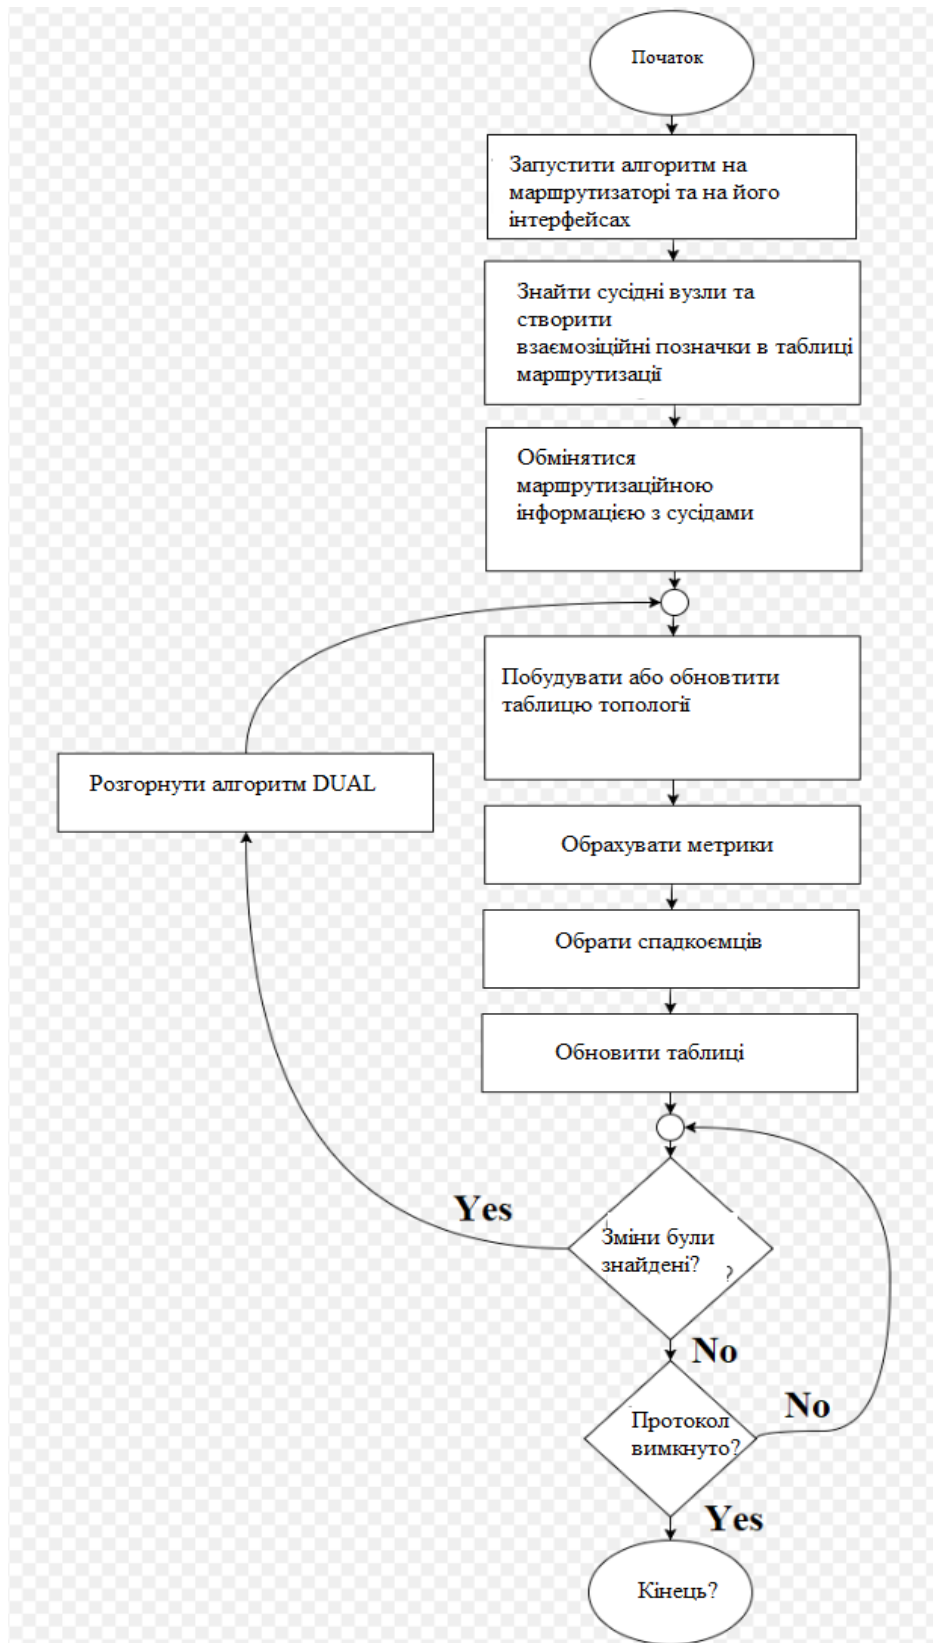 Початок
Запустити алгоритм на
маршрутизаторі та на його
інтерфейсах
Знайти сусідні вузли та
створити
взаємозіційні позначки в таблиці
маршрутизації
Обмінятися
маршрутизаційною
інформацією з сусідами
Побудувати або обновтити
таблицю топології
Розгорнути алгоритм DUAL
Обрахувати метрики
Обрати спадкоємців
Обновити таблиці
Yes
Зміни були
знайдені? ?
No
Протокол
вимкнуто?
No
Yes
Кінець?